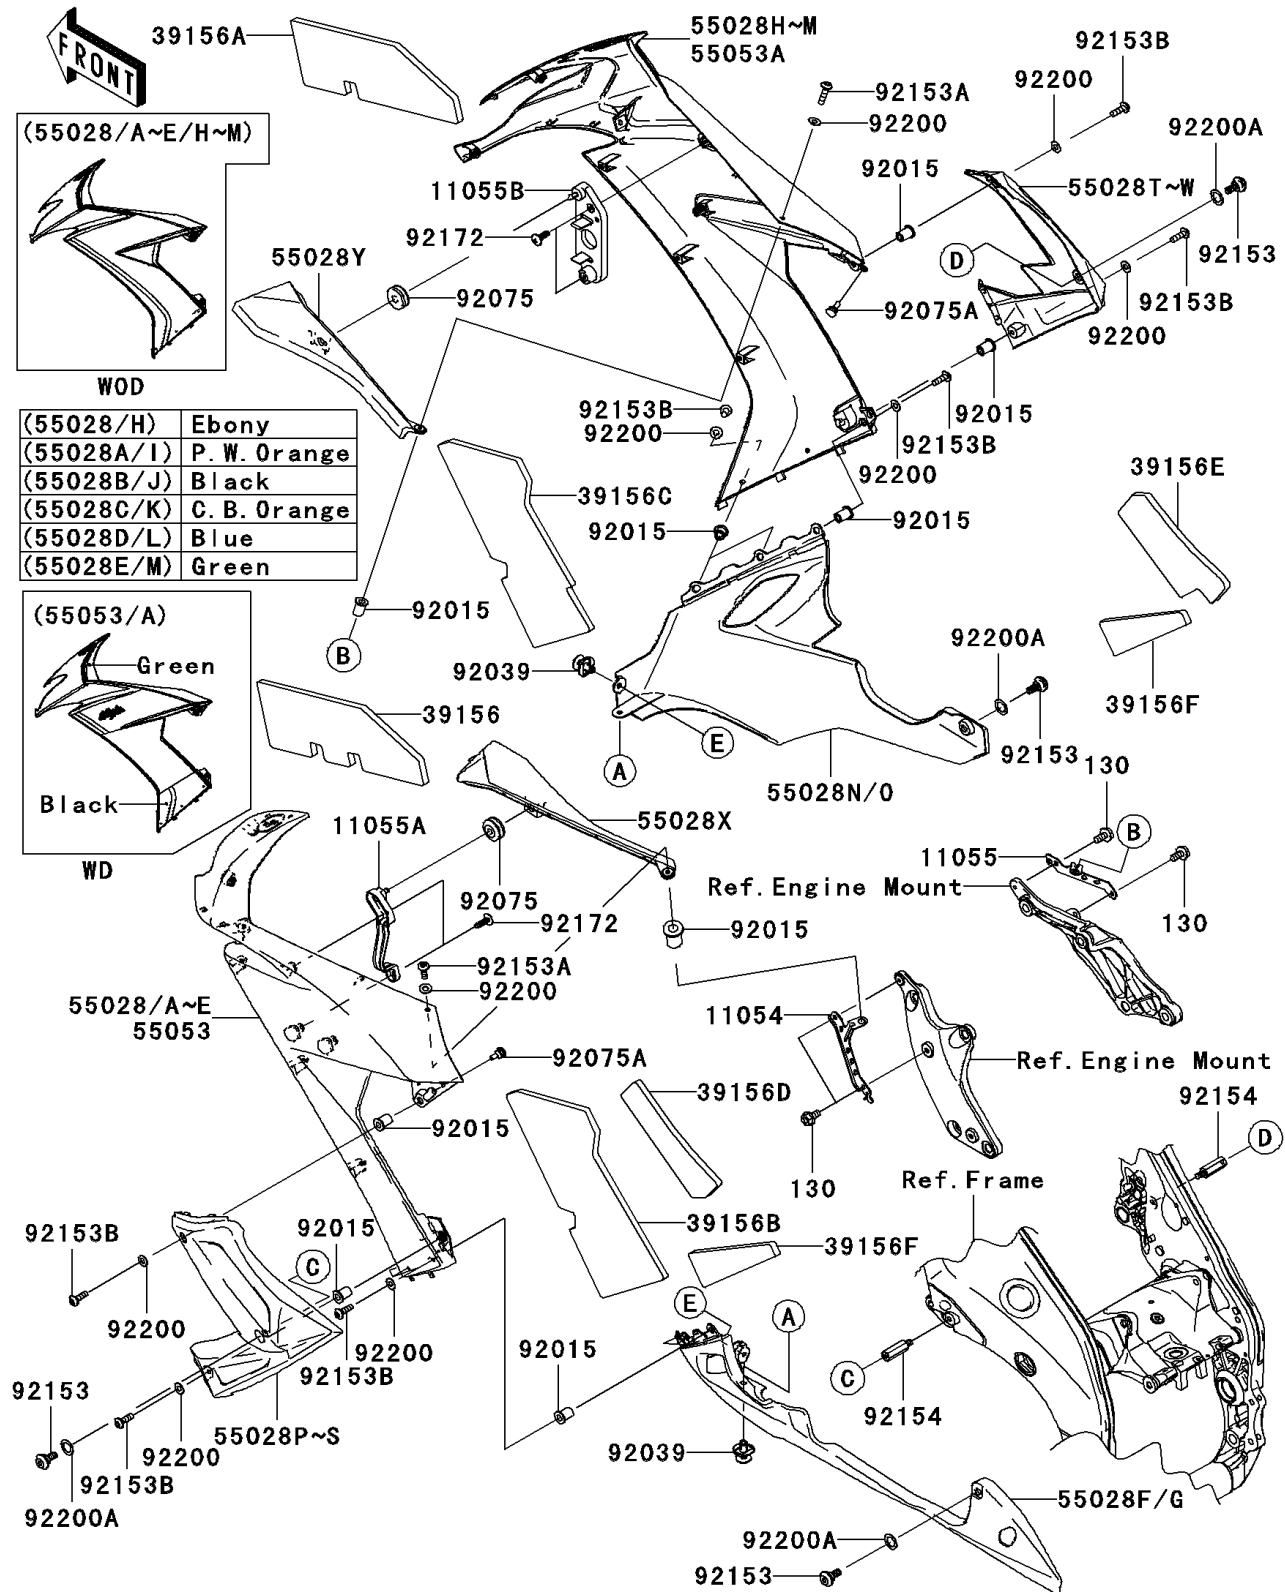 FRONT
39156A
55028H~M
55053A
92153B
92200
92153A
92200
92200A
(55028/A~E/H~M)
92015
55028T~W
11055B
92172
55028Y
D
92153
92075
92075A
92153B
92200
WOD
92153B
92015
92200
92153B
92200
(55028/H) Ebony
(55028A/I) P.W.Orange
(55028B/J) Black
(55028C/K) C.B.Orange
(55028D/L) Blue
(55028E/M) Green
39156E
39156C
92015
92015
(55053/A)
92015
Green
B
92200A
92039
39156
39156F
E
A
92153
130
55028N/O
Black
11055A
55028X
B
11055
WD
92075
Ref.Engine Mount
92172
92015
130
92153A
92200
55028/A~E
55053
11054
92075A
Ref.Engine Mount
39156D
92154
92015
D
130
Ref.Frame
92153B
92015
39156B
39156F
C
E
A
92200
92200
92015
92153B
C
92153
92154
55028P~S
92200
92039
92153B
92200A
55028F/G
92200A
92153